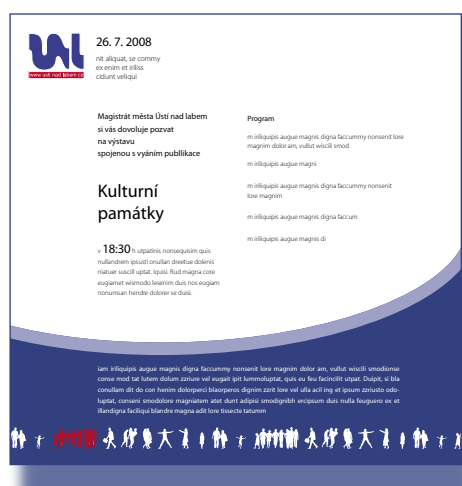 UNL
www usti nad labem cz
26. 7. 2008
nit aliquat, se commy
ex enim et iriliss
cidunt veliqui
Magistrát města Ústí nad labem
si vás dovoluje pozvat
na výstavu
spojenou s vyáním publlikace
Kulturní
památky
v 18:30 h utpatinis nonsequisim quis
nullandrem ipsusti onullan dreetue dolenis
niatuer suscill uptat. Iquisi. Rud magna core
eugiamet wismodo lesenim duis nos eugiam
nonumsan hendre dolorer se duisi.
Program
m iriliquipis augue magnis digna faccummy nonsenit lore
magnim dolor am, vullut wiscili smod
m iriliquipis augue magni
m iriliquipis augue magnis digna faccummy nonsenit
lore magnim
m iriliquipis augue magnis digna faccum
m iriliquipis augue magnis di
iam iriliquipis augue magnis digna faccummy nonsenit lore magnim dolor am, vullut wiscili smodionse
conse mod tat lutem dolum zzriure vel eugait ipit lummoluptat, quis eu feu facincilit utpat. Duipit, si bla
conullam dit do con henim dolorperci blaorperos dignim zzrit lore vel ulla acil ing et ipsum zzriusto odo-
luptat, conseni smodolore magniatem atet dunt adipisi smodignibh ercipsum duis nulla feuguero ex et
illandigna faciliqui blandre magna adit lore tissecte tatumm